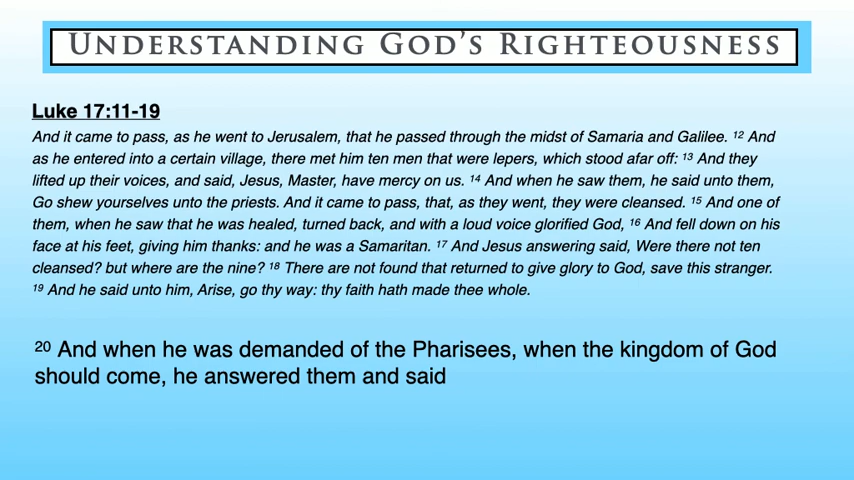 UNDERSTANDING GOD'S RIGHTEOUSNESS
Luke 17:11-19
And it came to pass, as he went to Jerusalem, that he passed through the midst of Samaria and Galilee. 12 And
as he entered into a certain village, there met him ten men that were lepers, which stood afar off: 13 And they
lifted up their voices, and said, Jesus, Master, have mercy on us. 14 And when he saw them, he said unto them,
Go shew yourselves unto the priests. And it came to pass, that, as they went, they were cleansed. 15 And one of
them, when he saw that he was healed, turned back, and with a loud voice glorified God, 16 And fell down on his
face at his feet, giving him thanks: and he was a Samaritan. 17 And Jesus answering said, Were there not ten
cleansed? but where are the nine? 18 There are not found that returned to give glory to God, save this stranger.
19 And he said unto him, Arise, go thy way: thy faith hath made thee whole.
20 And when he was demanded of the Pharisees, when the kingdom of God
should come, he answered them and said